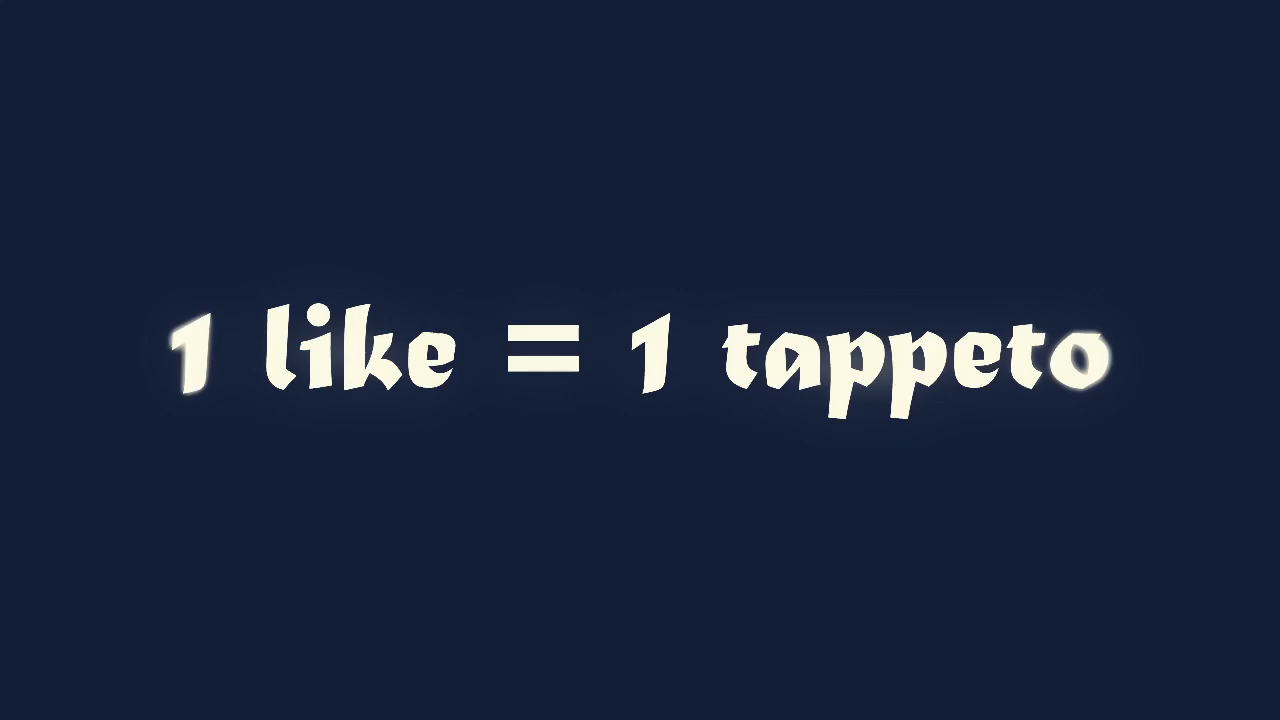 1 like = 1 tappeto